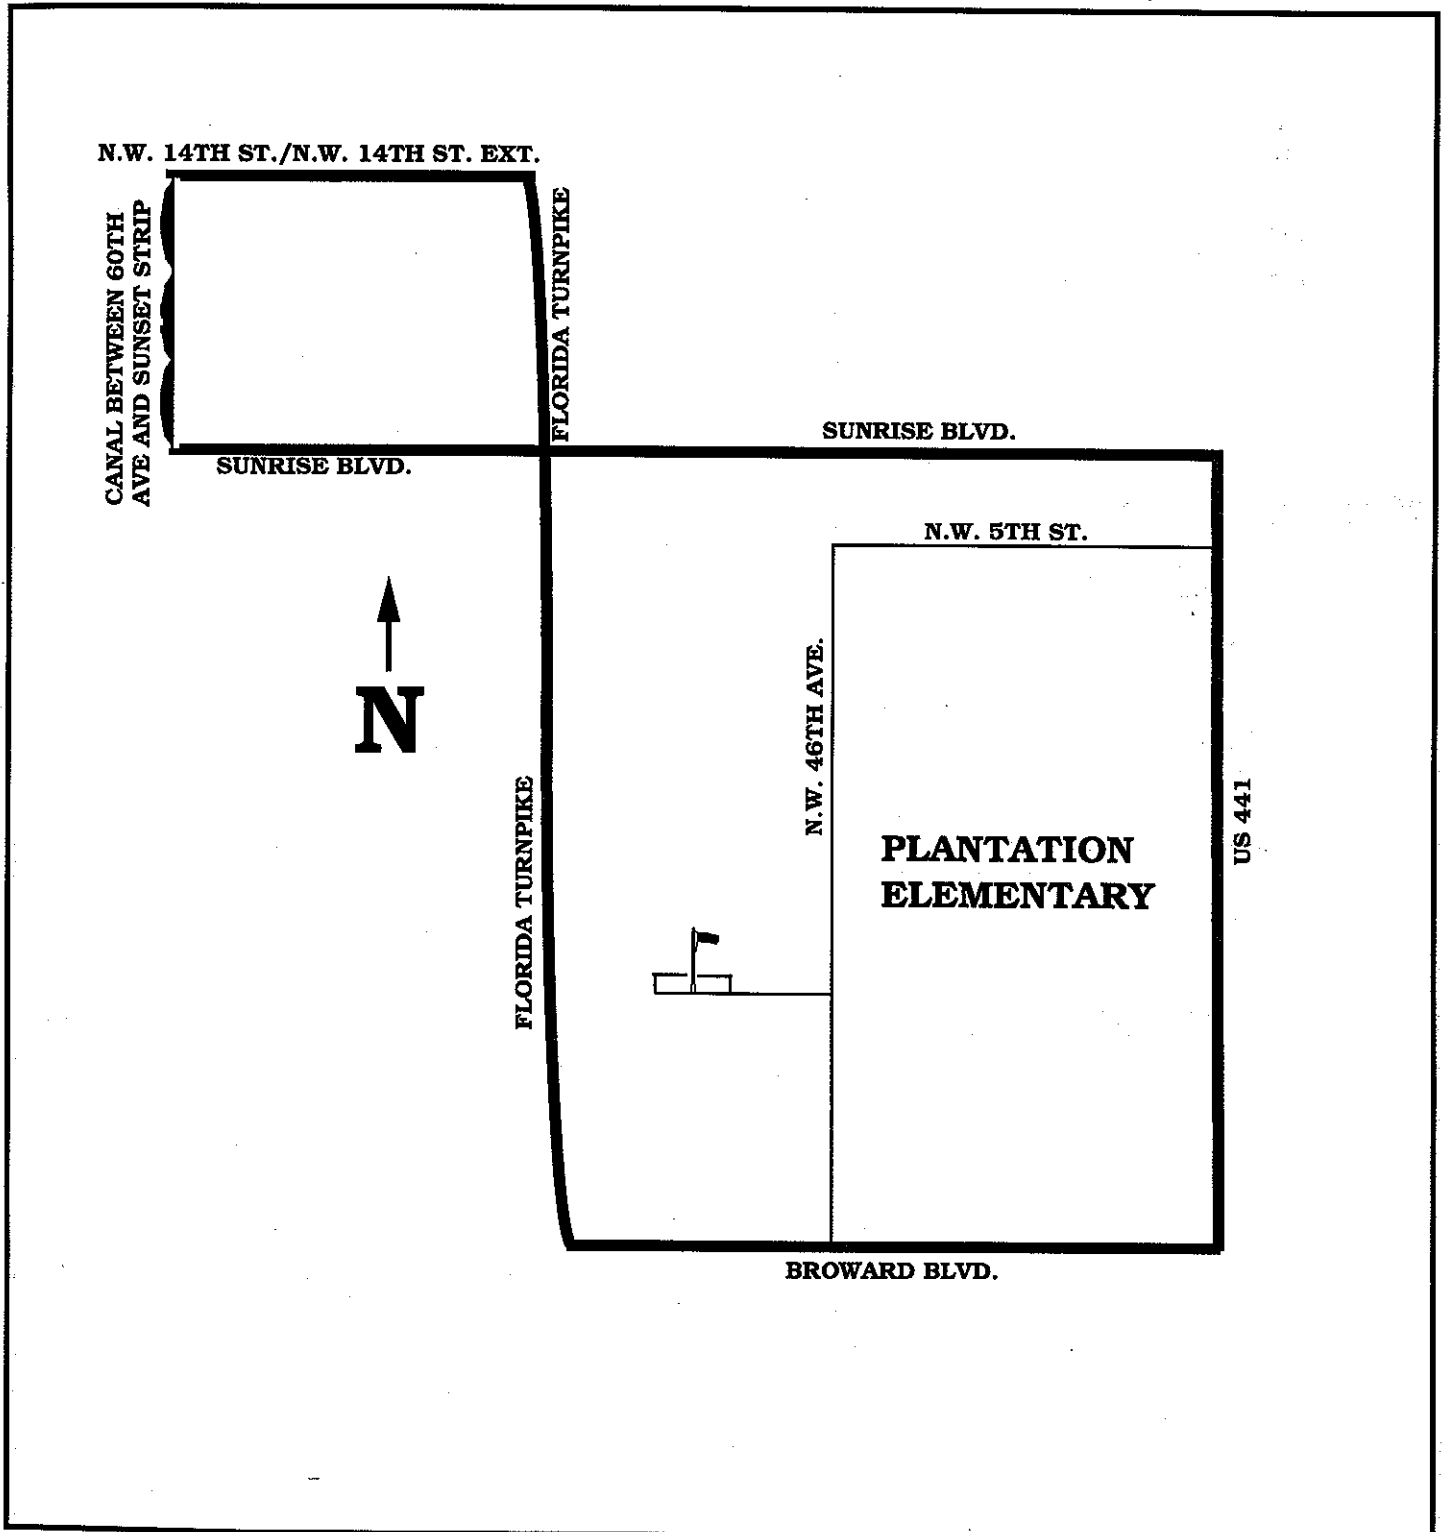 N.W. 14TH ST./N.W. 14TH ST. EXT.
CANAL BETWEEN 60TH
AVE AND SUNSET STRIP
FLORIDA TURNPIKE
SUNRISE BLVD.
SUNRISE BLVD.
N.W. 5TH ST.
N
N.W. 46TH AVE.
FLORIDA TURNPIKE
US 441
PLANTATION
ELEMENTARY
BROWARD BLVD.